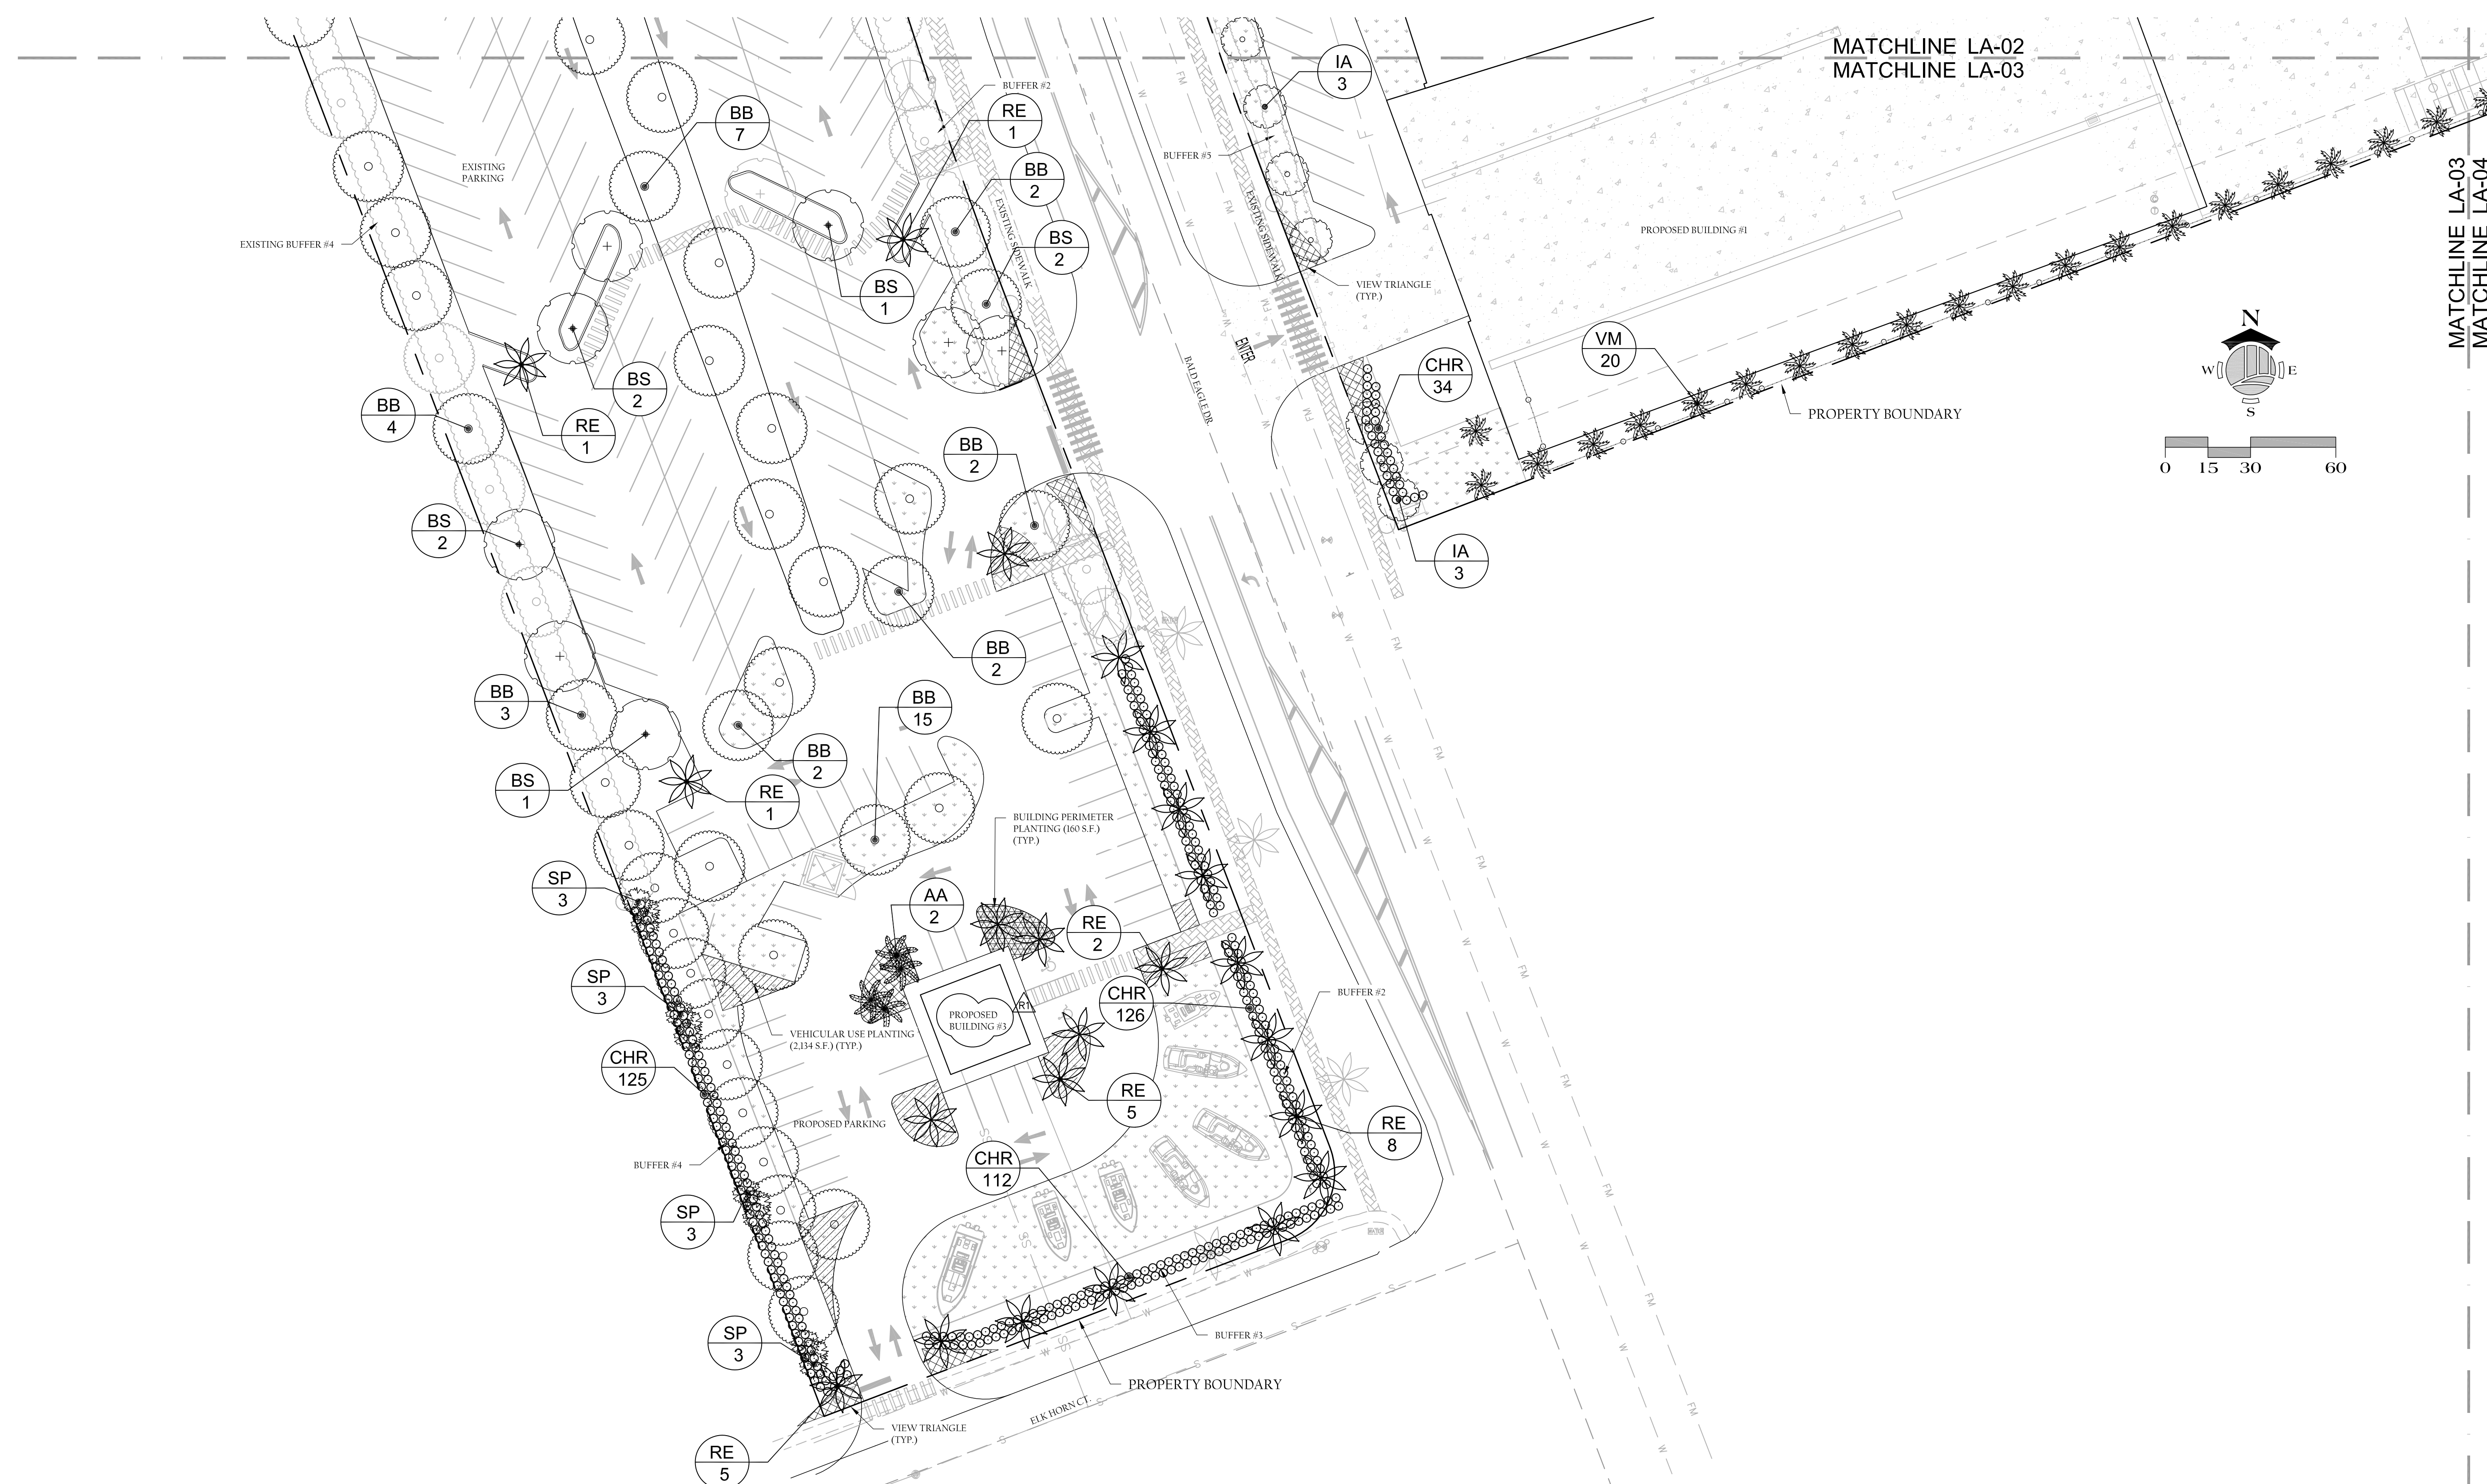 MATCHLINE LA-02
MATCHLINE LA-03
MATCHLINE LA-03
MATCHLINE LA-04
IA
3
BUFFER #2
RE
1
BB
7
BB
2
BUFFER #5
EXISTING
PARKING
EXISTING SIDEWALK
EXISTING SIDEWALK
BS
2
EXISTING BUFFER #4
PROPOSED BUILDING #1
BS
1
VIEW TRIANGLE
(TYP.)
ENTER
BALD EAGLE DR.
VM
20
CHR
34
N
W
E
S
0 15 30 60
PROPERTY BOUNDARY
BS
2
BB
4
RE
1
BB
2
BS
2
IA
3
BB
2
BB
3
BB
15
BB
2
BS
1
RE
1
BUILDING PERIMETER
PLANTING (160 S.F.)
(TYP.)
SP
3
AA
2
RE
2
SP
3
CHR
126
BUFFER #2
R1
PROPOSED
BUILDING #3
VEHICULAR USE PLANTING
(2,134 S.F.) (TYP.)
CHR
125
RE
5
RE
8
PROPOSED PARKING
BUFFER #4
CHR
112
SP
3
SP
3
BUFFER #3
PROPERTY BOUNDARY
ELK HORN CT.
VIEW TRIANGLE
(TYP.)
RE
5